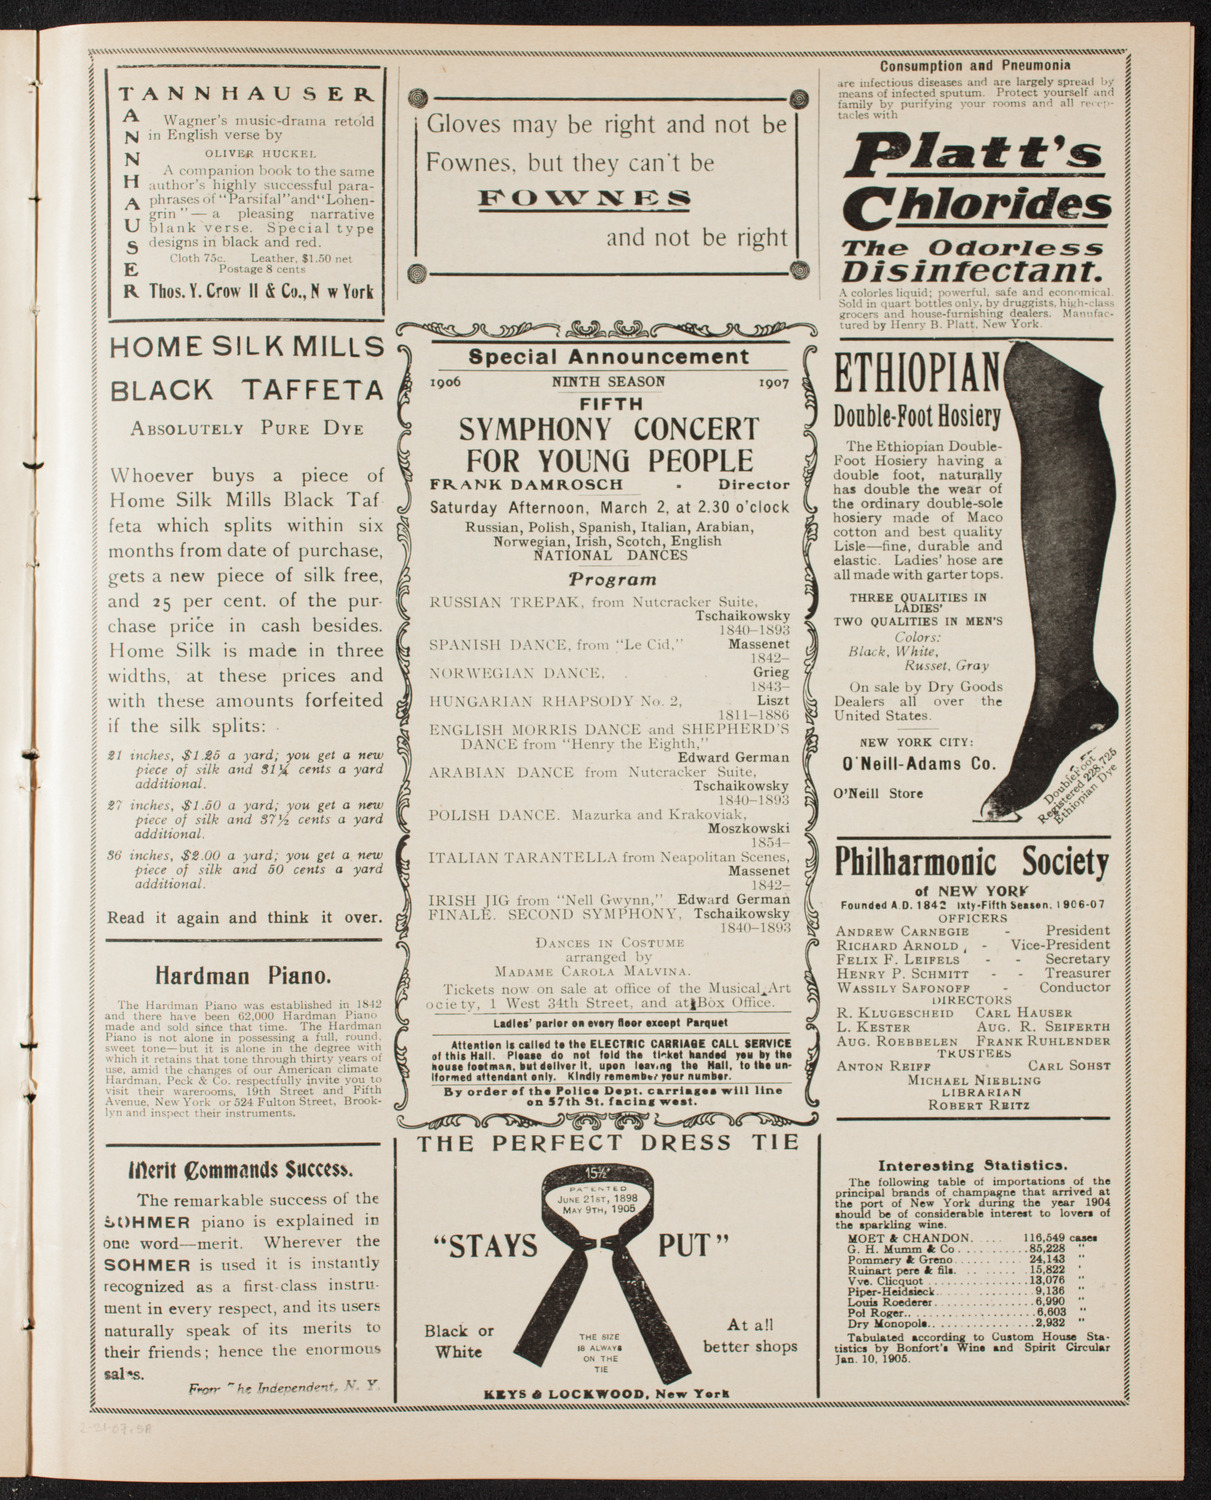 TANNHAUSER
TANNHAUSER
Wagner's music-drama retold
in English verse by
OLIVER HUCKEL
A companion book to the same
author's highly successful para-
phrases of "Parsifal" and "Lohen-
grin"—a pleasing narrative
blank verse. Special type
designs in black and red.
Cloth 75c. Leather, $1.50 net
Postage 8 cents
Thos. Y. Crow ll & Co., N w York
HOME SILK MILLS
BLACK TAFFETA
ABSOLUTELY PURE DYE
Whoever buys a piece of
Home Silk Mills Black Taf-
feta which splits within six
months from date of purchase,
gets a new piece of silk free,
and 25 per cent. of the pur-
chase price in cash besides.
Home Silk is made in three
widths, at these prices and
with these amounts forfeited
if the silk splits:
21 inches, $1.25 a yard; you get a new
piece of silk and 31¼ cents a yard
additional.
27 inches, $1.50 a yard; you get a new
piece of silk and 37½ cents a yard
additional.
36 inches, $2.00 a yard; you get a new
piece of silk and 50 cents a yard
additional.
Read it again and think it over.
Hardman Piano.
The Hardman Piano was established in 1842
and there have been 62,000 Hardman Piano
made and sold since that time. The Hardman
Piano is not alone in possessing a full, round,
sweet tone—but it is alone in the degree with
which it retains that tone through thirty years of
use, amid the changes of our American climate
Hardman, Peck & Co. respectfully invite you to
visit their warerooms, 19th Street and Fifth
Avenue, New York or 524 Fulton Street, Brook-
lyn and inspect their instruments.
Merit Commands Success.
The remarkable success of the
SOHMER piano is explained in
one word—merit. Wherever the
SOHMER is used it is instantly
recognized as a first-class instru-
ment in every respect, and its users
naturally speak of its merits to
their friends; hence the enormous
sales.
From The Independent, N. Y.
Gloves may be right and not be
Fownes, but they can't be
FOWNES
and not be right
Special Announcement
1906 NINTH SEASON 1907
FIFTH
SYMPHONY CONCERT
FOR YOUNG PEOPLE
FRANK DAMROSCH - Director
Saturday Afternoon, March 2, at 2.30 o'clock
Russian, Polish, Spanish, Italian, Arabian,
Norwegian, Irish, Scotch, English
NATIONAL DANCES
Program
RUSSIAN TREPAK, from Nutcracker Suite,
Tschaikowsky
1840–1893
SPANISH DANCE, from "Le Cid," Massenet
1842–
NORWEGIAN DANCE, . . Grieg
1843–
HUNGARIAN RHAPSODY No. 2, Liszt
1811–1886
ENGLISH MORRIS DANCE and SHEPHERD'S
DANCE from "Henry the Eighth,"
Edward German
ARABIAN DANCE from Nutcracker Suite,
Tschaikowsky
1840–1893
POLISH DANCE. Mazurka and Krakoviak,
Moszkowski
1854–
ITALIAN TARANTELLA from Neapolitan Scenes,
Massenet
1842–
IRISH JIG from "Nell Gwynn," Edward German
FINALE. SECOND SYMPHONY, Tschaikowsky
1840–1893
DANCES IN COSTUME
arranged by
MADAME CAROLA MALVINA.
Tickets now on sale at office of the Musical Art
ociety, 1 West 34th Street, and at Box Office.
Ladies' parlor on every floor except Parquet
Attention is called to the ELECTRIC CARRIAGE CALL SERVICE
of this Hall. Please do not fold the ticket handed you by the
house footman, but deliver it, upon leaving the Hall, to the un-
iformed attendant only. Kindly remember your number.
By order of the Police Dept. carriages will line
on 57th St. facing west.
THE PERFECT DRESS TIE
15½
PATENTED
JUNE 21ST, 1898
MAY 9TH, 1905
"STAYS PUT"
Black or
White
THE SIZE
IS ALWAYS
ON THE
TIE
At all
better shops
KEYS & LOCKWOOD, New York
Consumption and Pneumonia
are infectious diseases and are largely spread by
means of infected sputum. Protect yourself and
family by purifying your rooms and all recep-
tacles with
Platt's
Chlorides
The Odorless
Disinfectant.
A colorles liquid; powerful, safe and economical.
Sold in quart bottles only, by druggists, high-class
grocers and house-furnishing dealers. Manufac-
tured by Henry B. Platt, New York.
ETHIOPIAN
Double-Foot Hosiery
The Ethiopian Double-
Foot Hosiery having a
double foot, naturally
has double the wear of
the ordinary double-sole
hosiery made of Maco
cotton and best quality
Lisle—fine, durable and
elastic. Ladies' hose are
all made with garter tops.
THREE QUALITIES IN
LADIES'
TWO QUALITIES IN MEN'S
Colors:
Black, White,
Russet, Gray
On sale by Dry Goods
Dealers all over the
United States.
NEW YORK CITY:
O'Neill-Adams Co.
O'Neill Store
DoubleFoot
Registered 228,725
Ethiopian Dye
Philharmonic Society
of NEW YORK
Founded A.D. 1842 ixty-Fifth Season, 1906-07
OFFICERS
ANDREW CARNEGIE - President
RICHARD ARNOLD, - Vice-President
FELIX F. LEIFELS - - Secretary
HENRY P. SCHMITT - - Treasurer
WASSILY SAFONOFF - Conductor
DIRECTORS
R. KLUGESCHEID CARL HAUSER
L. KESTER AUG. R. SEIFERTH
AUG. ROEBBELEN FRANK RUHLENDER
TRUSTEES
ANTON REIFF CARL SOHST
MICHAEL NIEBLING
LIBRARIAN
ROBERT REITZ
Interesting Statistics.
The following table of importations of the
principal brands of champagne that arrived at
the port of New York during the year 1904
should be of considerable interest to lovers of
the sparkling wine.
MOET & CHANDON..... 116,549 cases
G. H. Mumm & Co..........85,228 "
Pommery & Greno.......... 24,143 "
Ruinart pere & fils. ......... 15,822 '
Vve. Clicquot ................13,076 "
Piper-Heidsieck............... 9,136 "
Louis Roederer............... 6,990 "
Pol Roger..................... 6,603 "
Dry Monopole................2,932 "
Tabulated according to Custom House Sta-
tistics by Bonfort's Wine and Spirit Circular
Jan. 10, 1905.
2-21-07.5A